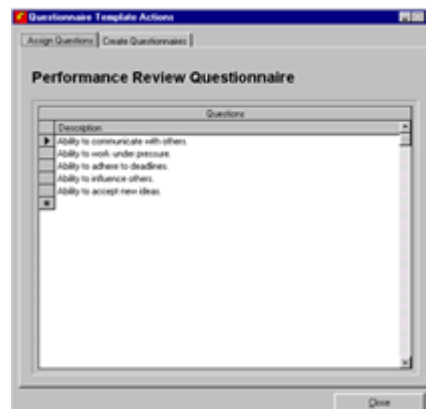 Questionnaire Template Actions
Assign Questions
Create Questionnaires
Performance Review Questionnaire
Questions
Description
Ability to communicate with others.
Ability to work under pressure.
Ability to adhere to deadlines.
Ability to influence others.
Ability to accept new ideas.
Close